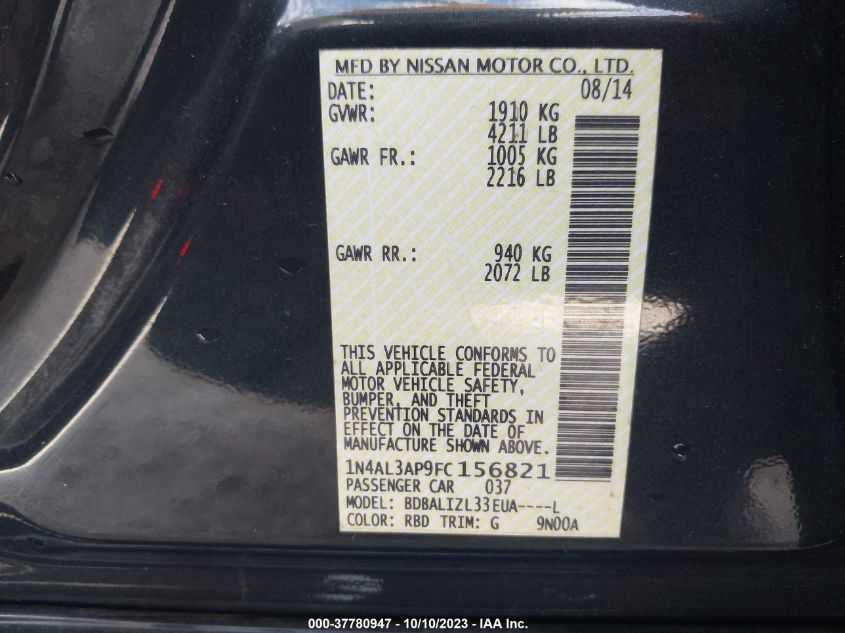 MFD BY NISSAN MOTOR CO., LTD.
DATE: 08/14
GVWR: 1910 KG
4211 LB
GAWR FR.: 1005 KG
2216 LB
GAWR RR.: 940 KG
2072 LB
THIS VEHICLE CONFORMS TO
ALL APPLICABLE FEDERAL
MOTOR VEHICLE SAFETY,
BUMPER, AND THEFT
PREVENTION STANDARDS IN
EFFECT ON THE DATE OF
MANUFACTURE SHOWN ABOVE.
1N4AL3AP9FC156821
PASSENGER CAR 037
MODEL: BDBALIZL33EUA----L
COLOR: RBD TRIM: G 9N00A
000-37780947 - 10/10/2023 - IAA Inc.